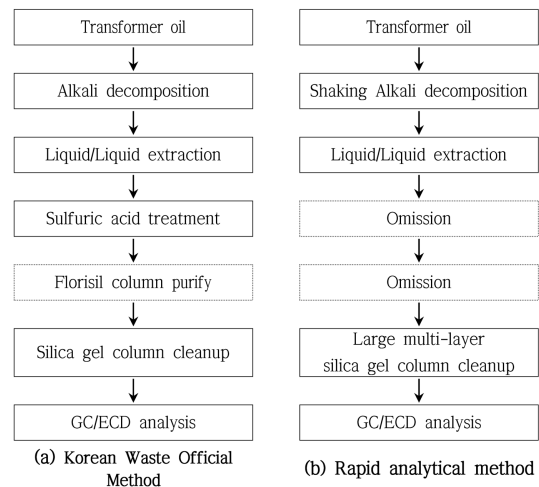 Transformer oil
Alkali decomposition
Liquid/Liquid extraction
Sulfuric acid treatment
Florisil column purify
Silica gel column cleanup
GC/ECD analysis
(a) Korean Waste Official
Method
Transformer oil
Shaking Alkali decomposition
Liquid/Liquid extraction
Omission
Omission
Large multi-layer
silica gel column cleanup
GC/ECD analysis
(b) Rapid analytical method